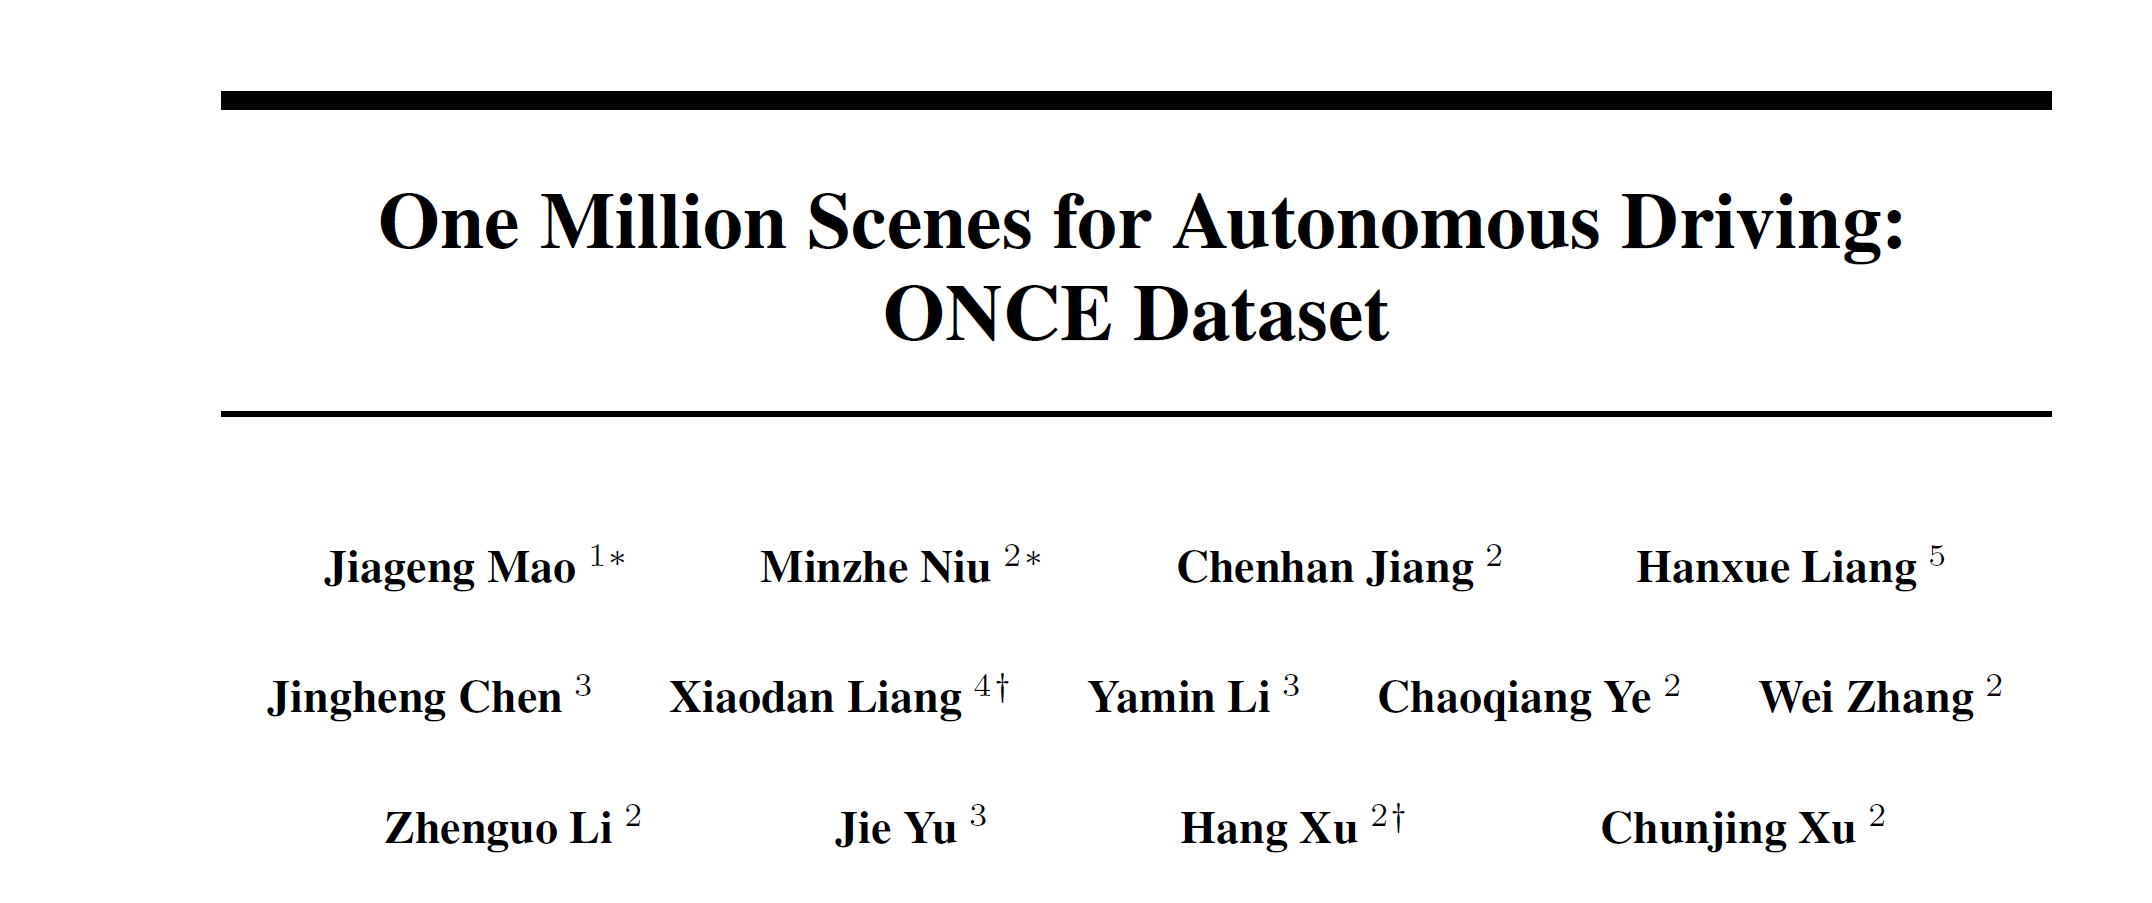 One Million Scenes for Autonomous Driving:
ONCE Dataset
Jiageng Mao 1* Minzhe Niu 2* Chenhan Jiang 2 Hanxue Liang 5
Jingheng Chen 3 Xiaodan Liang 4† Yamin Li 3 Chaoqiang Ye 2 Wei Zhang 2
Zhenguo Li 2 Jie Yu 3 Hang Xu 2† Chunjing Xu 2